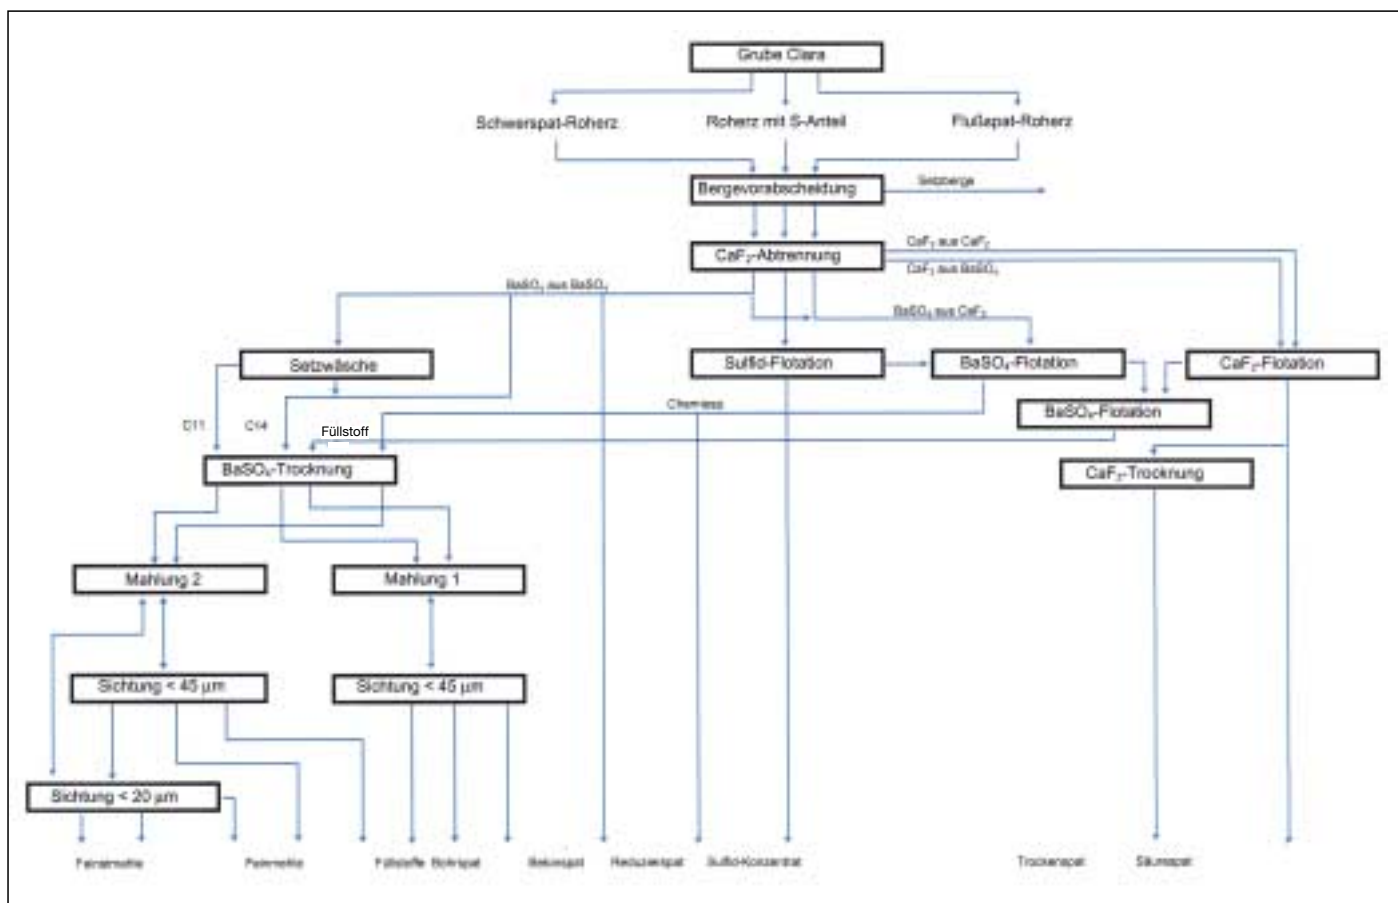 Grube Clara
Schwerspat-Roherz
Roherz mit S-Anteil
Flußspat-Roherz
Bergevorabscheidung
Setzberge
CaF₂-Abtrennung
CaF₂ aus CaF₂
CaF₂ aus BaSO₄
BaSO₄ aus BaSO₄
BaSO₄ aus CaF₂
Setzwäsche
Sulfid-Flotation
BaSO₄-Flotation
CaF₂-Flotation
Chemiess
BaSO₄-Flotation
C11
C14
Füllstoff
BaSO₄-Trocknung
CaF₂-Trocknung
Mahlung 2
Mahlung 1
Sichtung < 45 µm
Sichtung < 45 µm
Sichtung < 20 µm
Feinstmehle
Feinmehle
Füllstoffe
Bohrspat
Betonspat
Reduzierspat
Sulfid-Konzentrat
Trockenspat
Säurespat